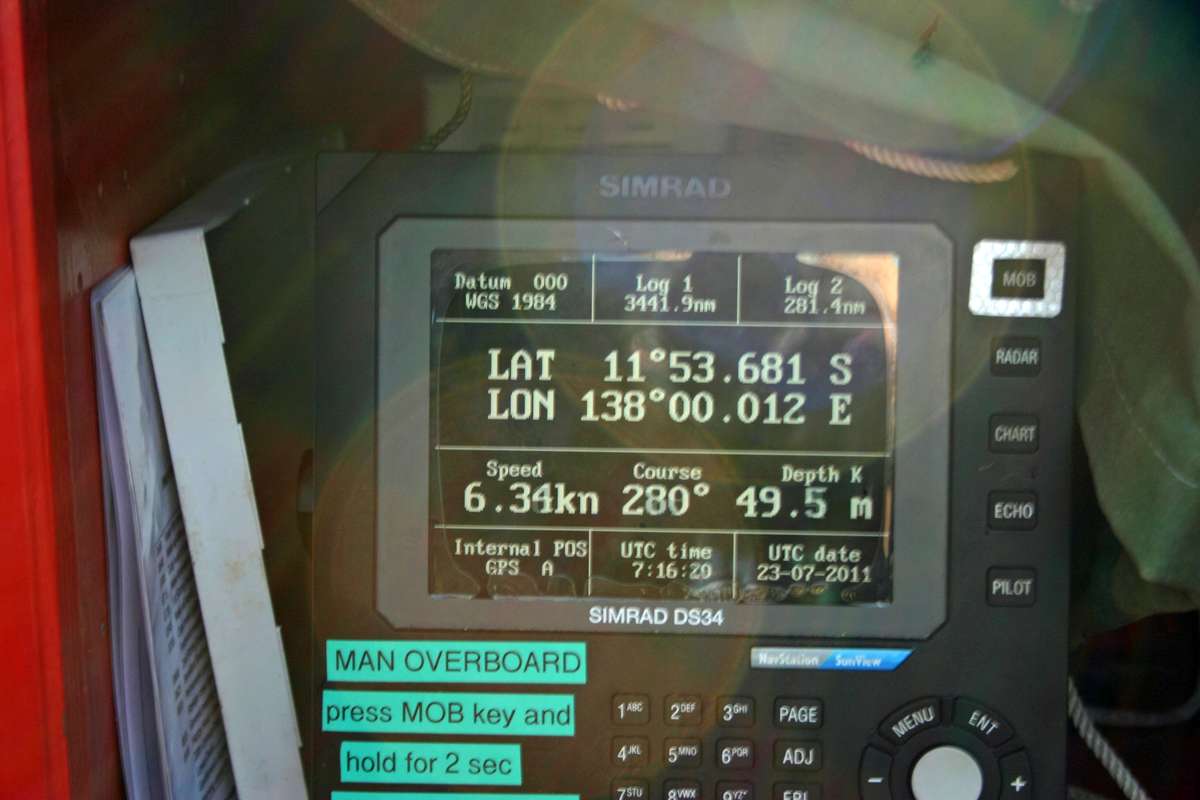 SIMRAD
Datum 000
WGS 1984
Log 1
3441.9nm
Log 2
281.4nm
LAT 11°53.681 S
LON 138°00.012 E
Speed
6.34kn
Course
280°
Depth K
49.5 m
Internal POS
GPS A
UTC time
7:16:29
UTC date
23-07-2011
SIMRAD DS34
NavStation SunView
MOB
RADAR
CHART
ECHO
PILOT
MAN OVERBOARD
press MOB key and
hold for 2 sec
1ABC 2DEF 3GHI PAGE
4JKL 5MNO 6PQR ADJ
7STU 8VWX 9YZ
MENU ENT
- +